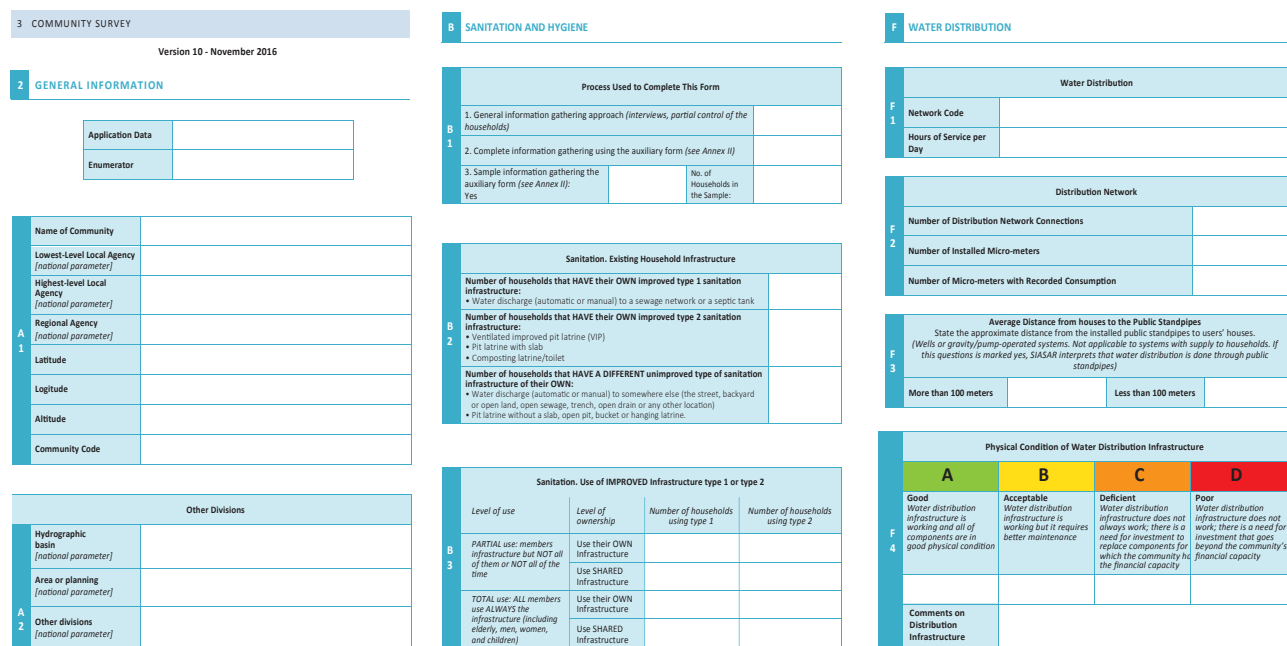 3 COMMUNITY SURVEY
Version 10 - November 2016
2 GENERAL INFORMATION
Application Data
Enumerator
A
1
Name of Community
Lowest-Level Local Agency
[national parameter]
Highest-level Local
Agency
[national parameter]
Regional Agency
[national parameter]
Latitude
Logitude
Altitude
Community Code
Other Divisions
A
2
Hydrographic
basin
[national parameter]
Area or planning
[national parameter]
Other divisions
[national parameter]
B SANITATION AND HYGIENE
B
1
Process Used to Complete This Form
1. General information gathering approach (interviews, partial control of the
households)
2. Complete information gathering using the auxiliary form (see Annex II)
3. Sample information gathering the
auxiliary form (see Annex II):
Yes
No. of
Households in
the Sample:
B
2
Sanitation. Existing Household Infrastructure
Number of households that HAVE their OWN improved type 1 sanitation
infrastructure:
• Water discharge (automatic or manual) to a sewage network or a septic tank
Number of households that HAVE their OWN improved type 2 sanitation
infrastructure:
• Ventilated improved pit latrine (VIP)
• Pit latrine with slab
• Composting latrine/toilet
Number of households that HAVE A DIFFERENT unimproved type of sanitation
infrastructure of their OWN:
• Water discharge (automatic or manual) to somewhere else (the street, backyard
or open land, open sewage, trench, open drain or any other location)
• Pit latrine without a slab, open pit, bucket or hanging latrine.
B
3
Sanitation. Use of IMPROVED Infrastructure type 1 or type 2
Level of use
Level of
ownership
Number of households
using type 1
Number of households
using type 2
PARTIAL use: members
infrastructure but NOT all
of them or NOT all of the
time
Use their OWN
Infrastructure
Use SHARED
Infrastructure
TOTAL use: ALL members
use ALWAYS the
infrastructure (including
elderly, men, women,
and children)
Use their OWN
Infrastructure
Use SHARED
Infrastructure
F WATER DISTRIBUTION
F
1
Water Distribution
Network Code
Hours of Service per
Day
F
2
Distribution Network
Number of Distribution Network Connections
Number of Installed Micro-meters
Number of Micro-meters with Recorded Consumption
F
3
Average Distance from houses to the Public Standpipes
State the approximate distance from the installed public standpipes to users' houses.
(Wells or gravity/pump-operated systems. Not applicable to systems with supply to households. If
this questions is marked yes, SIASAR interprets that water distribution is done through public
standpipes)
More than 100 meters
Less than 100 meters
F
4
Physical Condition of Water Distribution Infrastructure
A
B
C
D
Good
Water distribution
infrastructure is
working and all of
components are in
good physical condition
Acceptable
Water distribution
infrastructure is
working but it requires
better maintenance
Deficient
Water distribution
infrastructure does not
always work; there is a
need for investment to
replace components for
which the community ha
the financial capacity
Poor
Water distribution
infrastructure does not
work; there is a need for
investment that goes
beyond the community's
financial capacity
Comments on
Distribution
Infrastructure